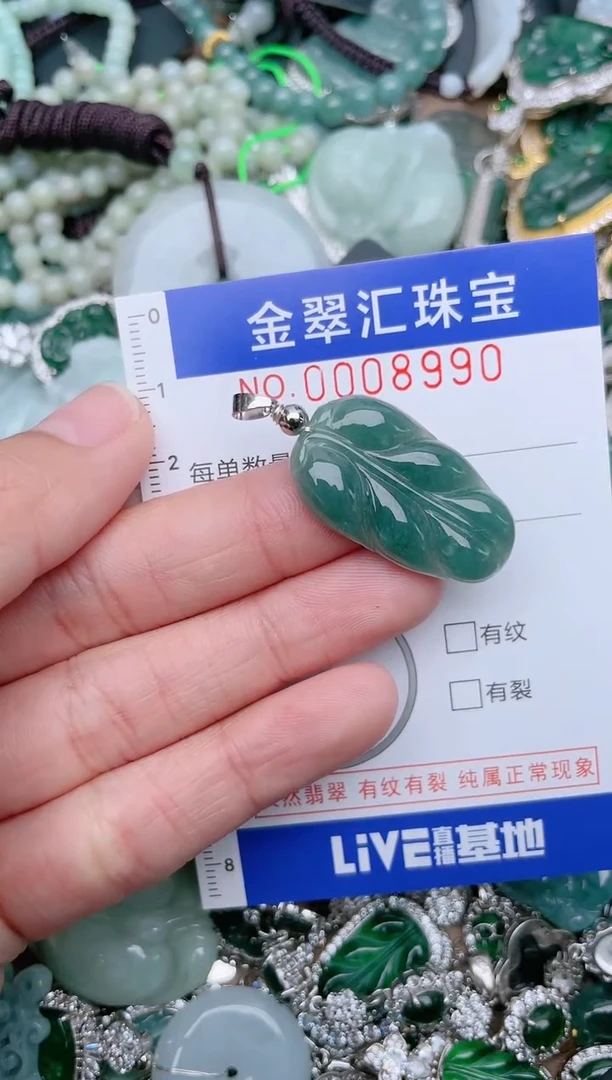 金翠汇珠宝
NO.0008990
0
1
2
每单数量
有纹
有裂
然翡翠 有纹有裂 纯属正常现象
8
LiVE直播基地